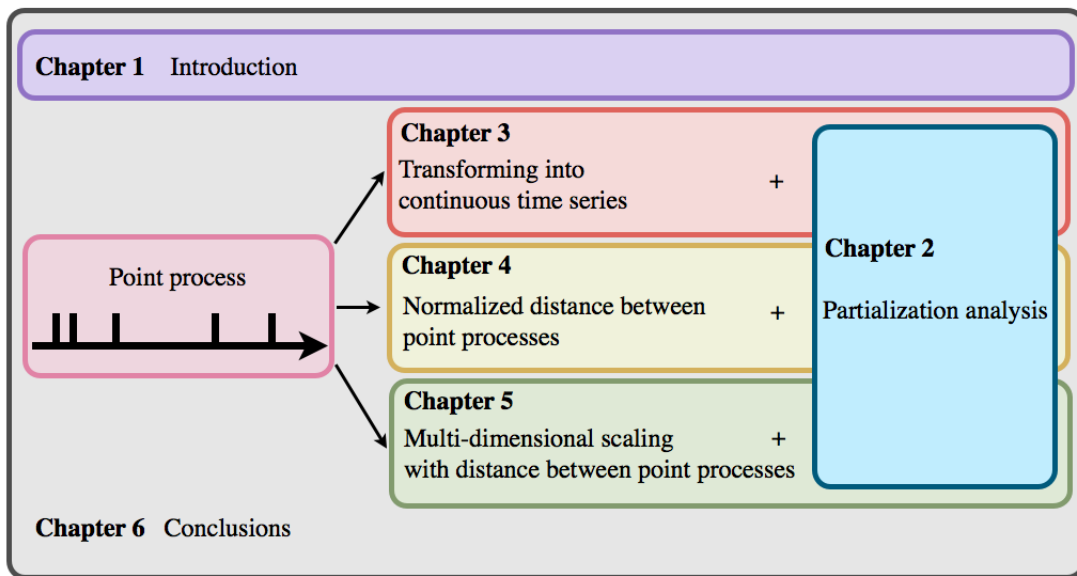 Chapter 1 Introduction
Chapter 3
Transforming into
continuous time series
+
Point process
Chapter 4
Normalized distance between
point processes
+
Chapter 5
Multi-dimensional scaling
with distance between point processes
+
Chapter 2
Partialization analysis
Chapter 6 Conclusions